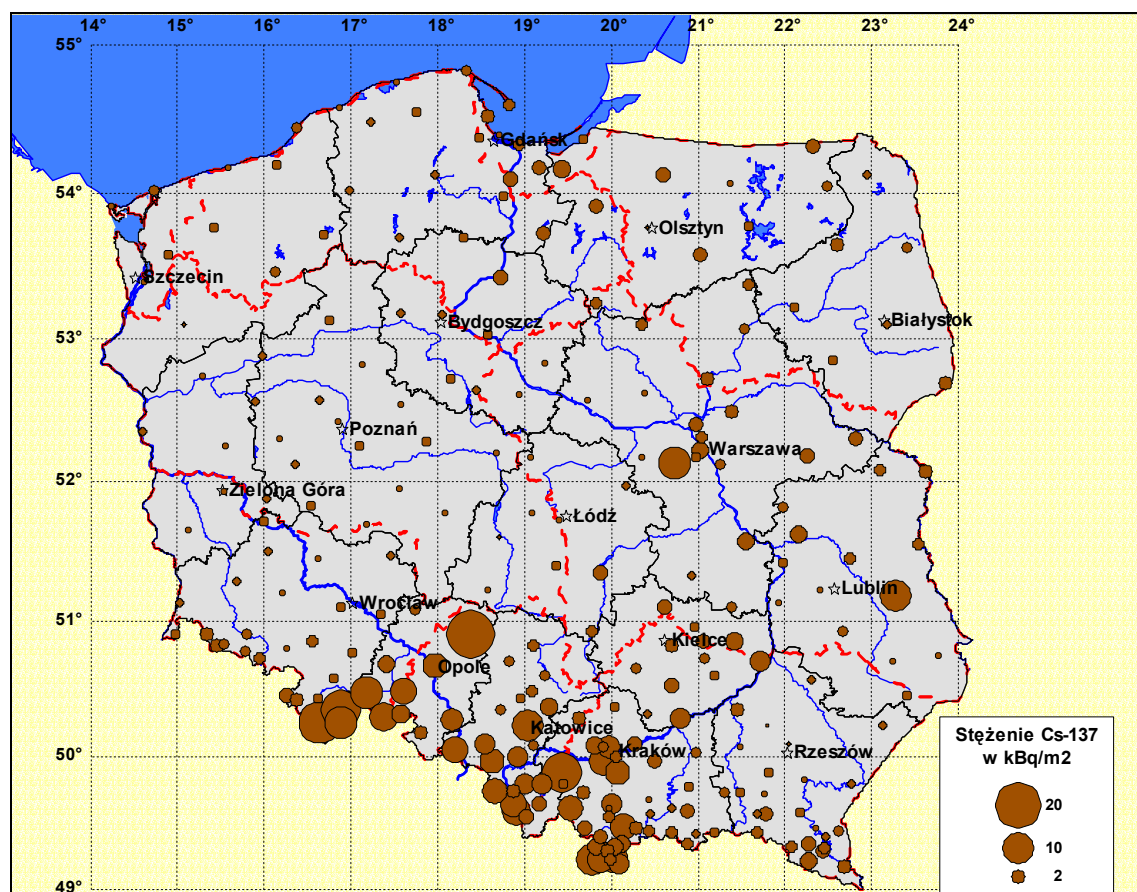 14° 15° 16° 17° 18° 19° 20° 21° 22° 23° 24°
55°
Gdańsk
54°
Olsztyn
Szczecin
Bydgoszcz
Białystok
53°
Poznań
Warszawa
52°
Zielona Góra
Łódź
Lublin
Wrocław
51°
Kielce
Opole
Katowice
50°
Kraków
Rzeszów
Stężenie Cs-137
w kBq/m2
20
10
2
49°